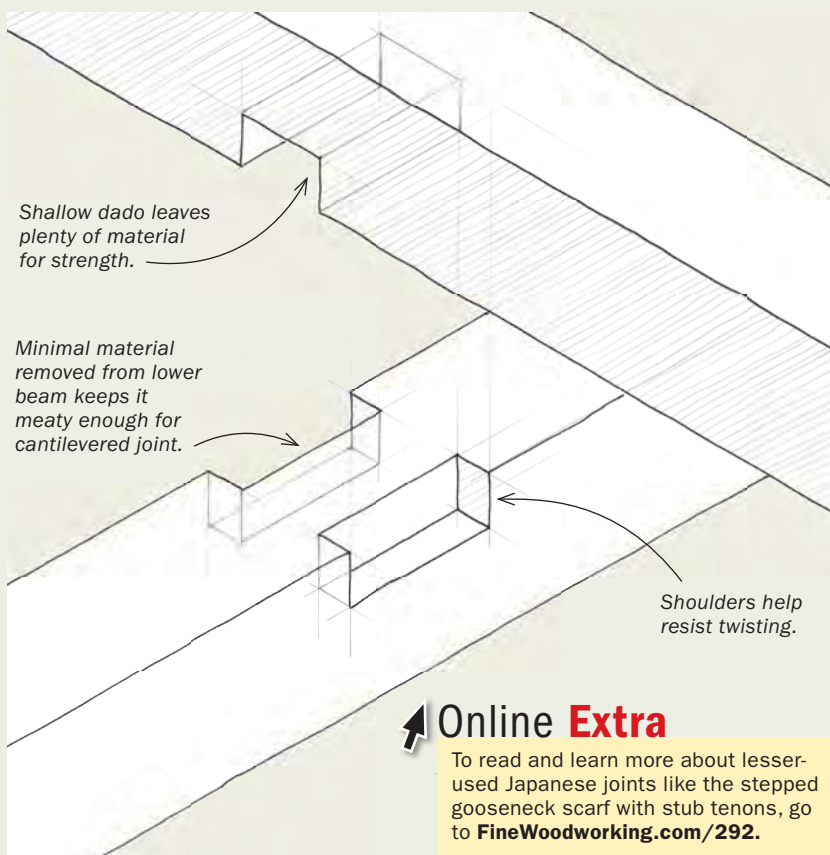 Shallow dado leaves
plenty of material
for strength.
Minimal material
removed from lower
beam keeps it
meaty enough for
cantilevered joint.
Shoulders help
resist twisting.
Online Extra
To read and learn more about lesser-
used Japanese joints like the stepped
gooseneck scarf with stub tenons, go
to FineWoodworking.com/292.